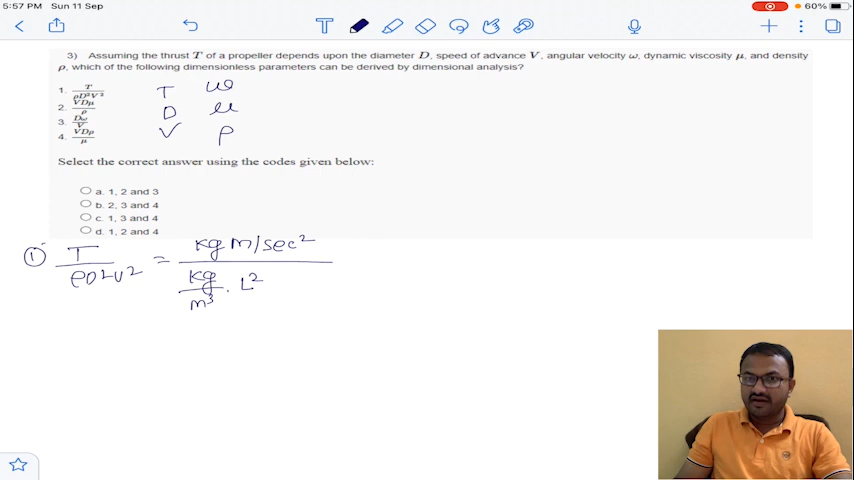 5:57 PM Sun 11 Sep 60%
3) Assuming the thrust T of a propeller depends upon the diameter D, speed of advance V, angular velocity ω, dynamic viscosity μ, and density
ρ, which of the following dimensionless parameters can be derived by dimensional analysis?
1. T/ρD²V²
2. VDμ/ρ
3. Dω/V
4. VDρ/μ
T ω
D μ
V ρ
Select the correct answer using the codes given below:
a. 1, 2 and 3
b. 2, 3 and 4
c. 1, 3 and 4
d. 1, 2 and 4
① T/ρD²V² = kg m/sec² / kg/m³ . L²